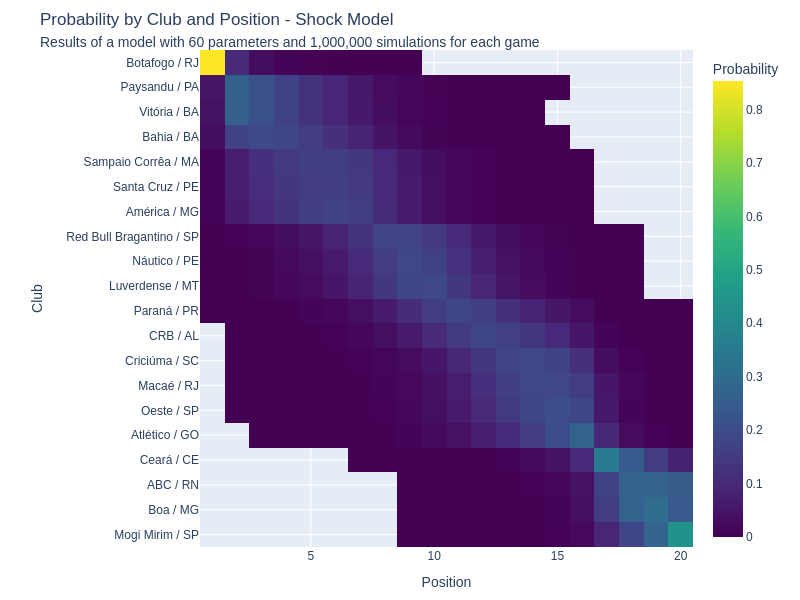 Probability by Club and Position - Shock Model
Results of a model with 60 parameters and 1,000,000 simulations for each game
Probability
Botafogo / RJ
Paysandu / PA
Vitória / BA
Bahia / BA
Sampaio Corrêa / MA
Santa Cruz / PE
América / MG
Red Bull Bragantino / SP
Náutico / PE
Luverdense / MT
Paraná / PR
CRB / AL
Criciúma / SC
Macaé / RJ
Oeste / SP
Atlético / GO
Ceará / CE
ABC / RN
Boa / MG
Mogi Mirim / SP
Club
5
10
15
20
Position
0.8
0.7
0.6
0.5
0.4
0.3
0.2
0.1
0